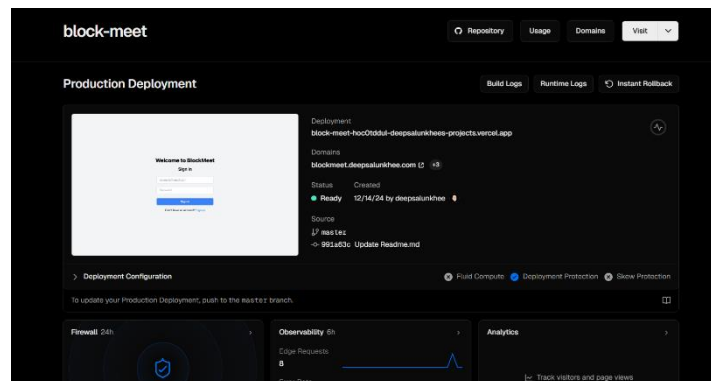 block-meet
Repository
Usage
Domains
Visit
Production Deployment
Build Logs
Runtime Logs
Instant Rollback
Welcome to BlockMeet
Sign in
Deployment
block-meet-hoc0tddul-deepsalunkhees-projects.vercel.app
Domains
blockmeet.deepsalunkhee.com +3
Status
Created
Ready
12/14/24 by deepsalunkhee
Source
master
991a63c Update Readme.md
Deployment Configuration
Fluid Compute
Deployment Protection
Skew Protection
To update your Production Deployment, push to the master branch.
Firewall 24h
Observability 6h
Analytics
Edge Requests
8
Track visitors and page views